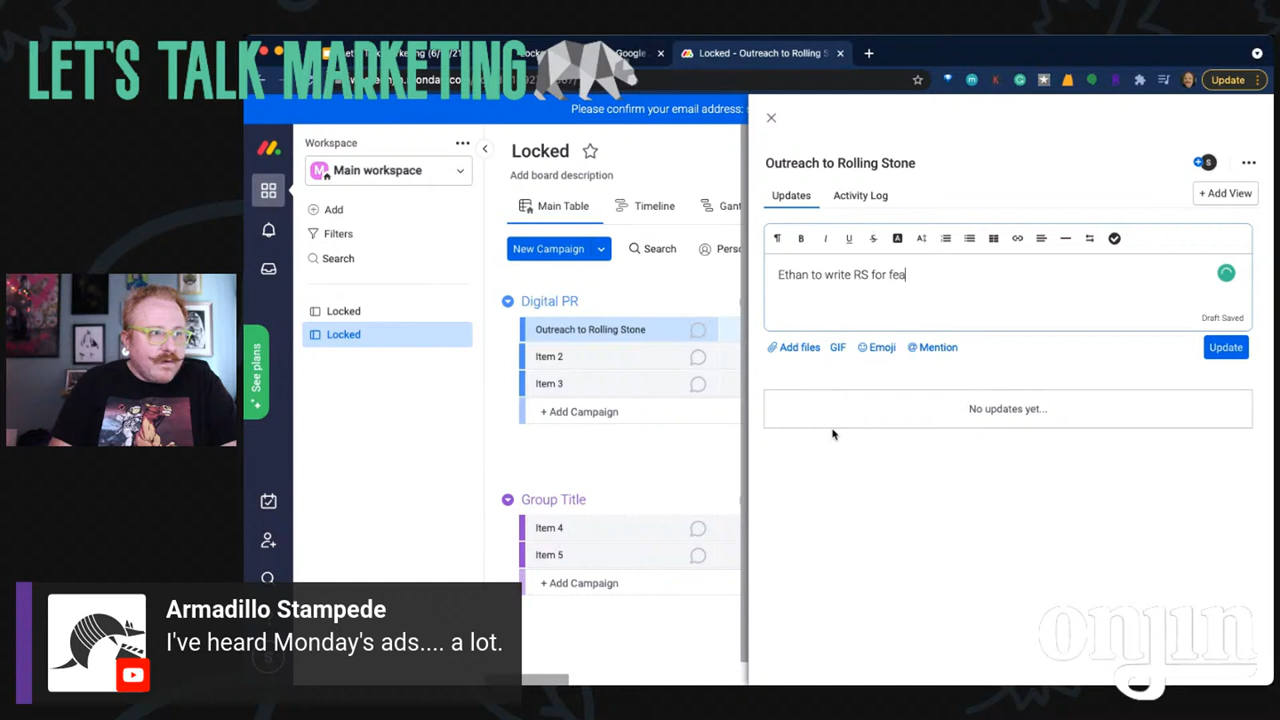 LET'S TALK MARKETING
Google
Locked - Outreach to Rolling S
Update
Please confirm your email address:
Workspace
M Main workspace
Add
Filters
Search
Locked
Locked
See plans
Locked
Add board description
Main Table
Timeline
Gant
New Campaign
Search
Perso
Digital PR
Outreach to Rolling Stone
Item 2
Item 3
+ Add Campaign
Group Title
Item 4
Item 5
+ Add Campaign
Outreach to Rolling Stone
S
Updates
Activity Log
+ Add View
Ethan to write RS for fea
Draft Saved
Add files
GIF
Emoji
@ Mention
Update
No updates yet...
Armadillo Stampede
I've heard Monday's ads.... a lot.
onjin